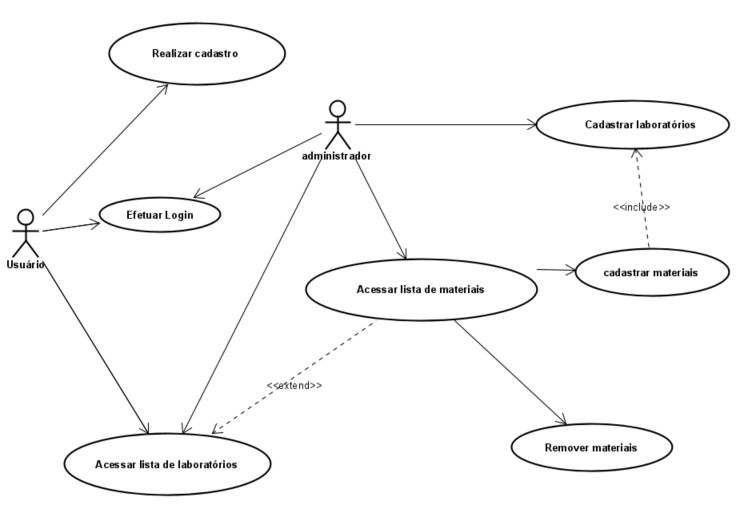 Realizar cadastro
Cadastrar laboratórios
administrador
Efetuar Login
<<include>>
Usuário
cadastrar materiais
Acessar lista de materiais
<<extend>>
Remover materiais
Acessar lista de laboratórios